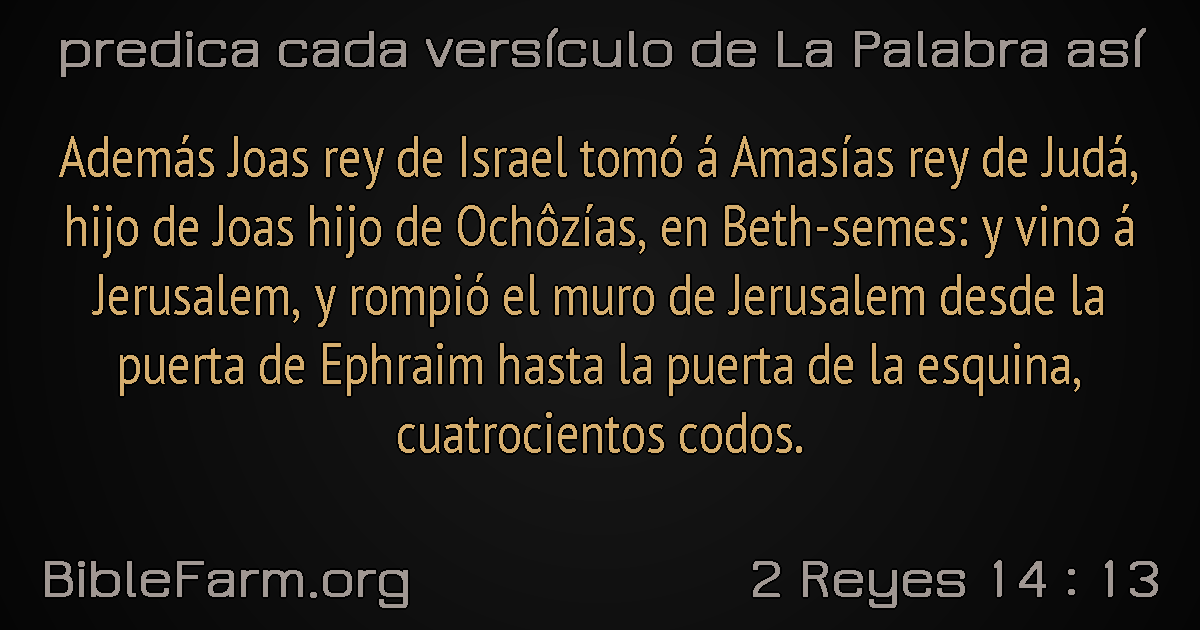 predica cada versículo de La Palabra así
Además Joas rey de Israel tomó á Amasías rey de Judá,
hijo de Joas hijo de Ochôzías, en Beth-semes: y vino á
Jerusalem, y rompió el muro de Jerusalem desde la
puerta de Ephraim hasta la puerta de la esquina,
cuatrocientos codos.
BibleFarm.org
2 Reyes 14 : 13